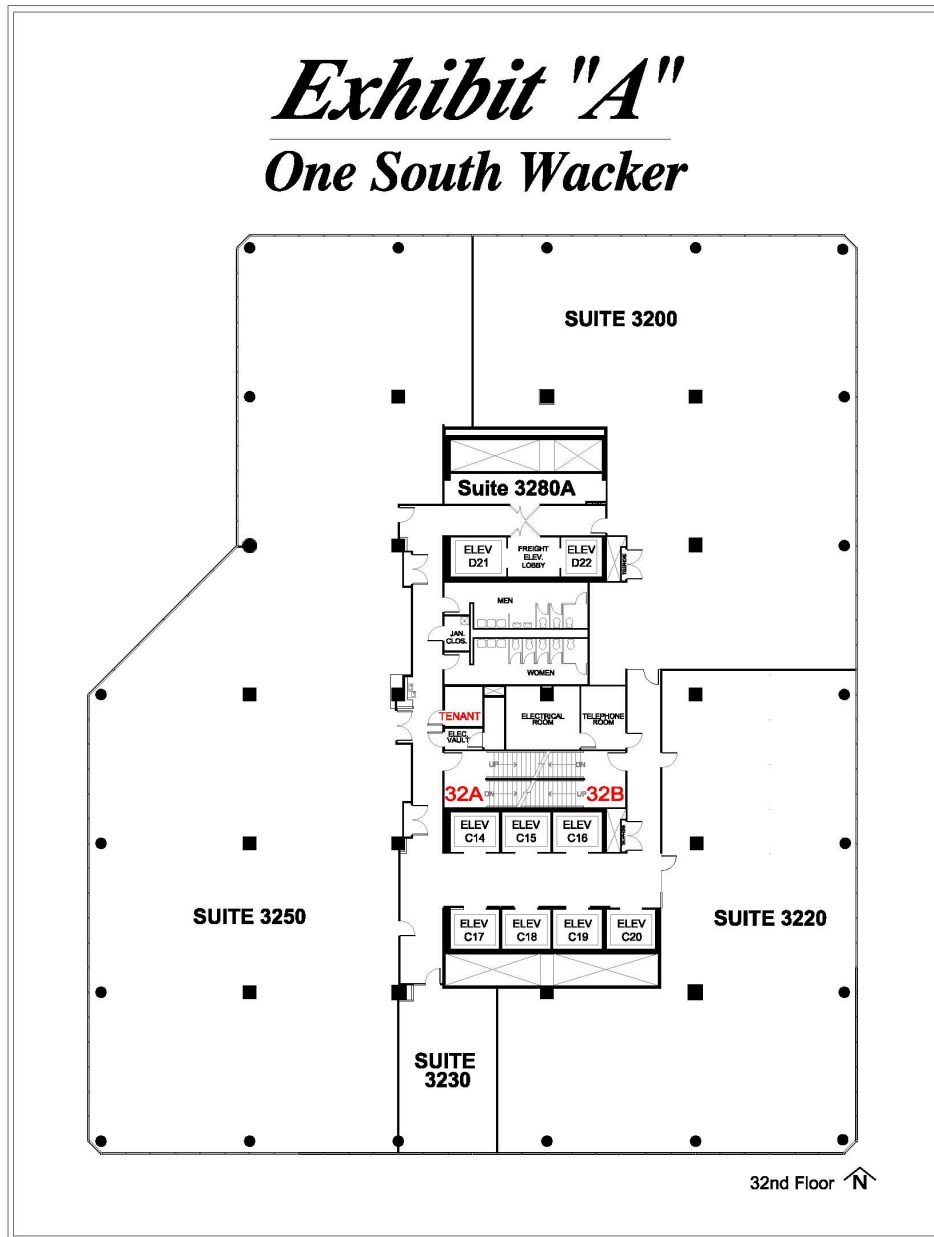 Exhibit "A"
One South Wacker
SUITE 3200
Suite 3280A
ELEV
D21
FREIGHT
ELEV.
LOBBY
ELEV
D22
MEN
JAN.
CLOS.
WOMEN
TENANT
ELECTRICAL
ROOM
TELEPHONE
ROOM
ELEC.
VAULT
UP
DN
32A
DN
UP
32B
ELEV
C14
ELEV
C15
ELEV
C16
SUITE 3250
ELEV
C17
ELEV
C18
ELEV
C19
ELEV
C20
SUITE 3220
SUITE
3230
32nd Floor
N